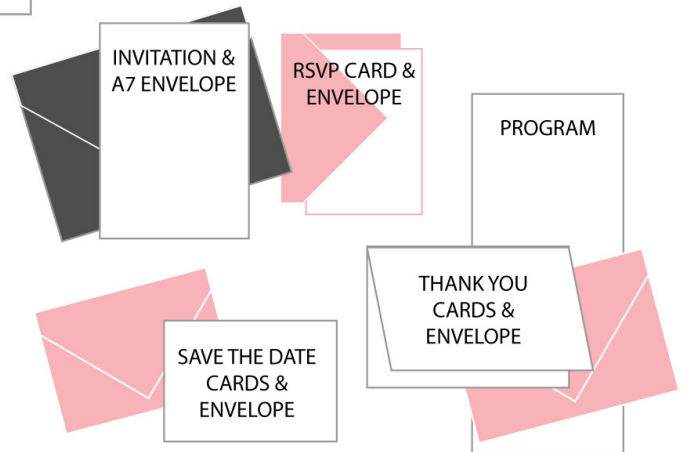 INVITATION &
A7 ENVELOPE
RSVP CARD &
ENVELOPE
PROGRAM
THANK YOU
CARDS &
ENVELOPE
SAVE THE DATE
CARDS &
ENVELOPE